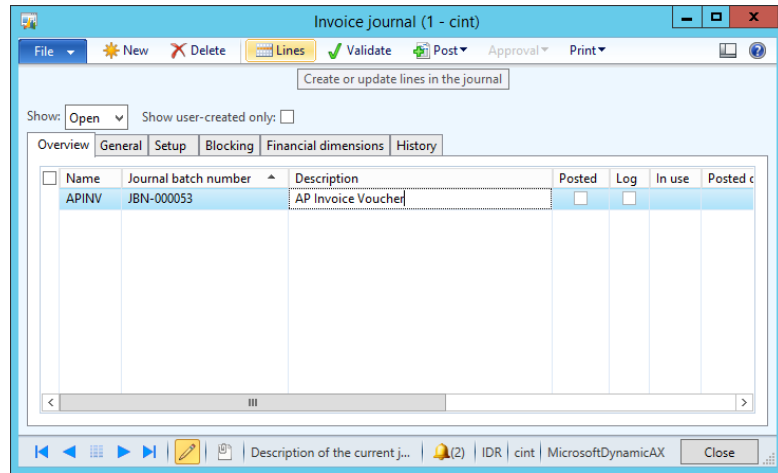 Invoice journal (1 - cint)
File New Delete Lines Validate Post Approval Print
Create or update lines in the journal
Show: Open Show user-created only:
Overview General Setup Blocking Financial dimensions History
Name Journal batch number Description Posted Log In use Posted
APINV JBN-000053 AP Invoice Voucher
Description of the current j... (2) IDR cint MicrosoftDynamicAX Close